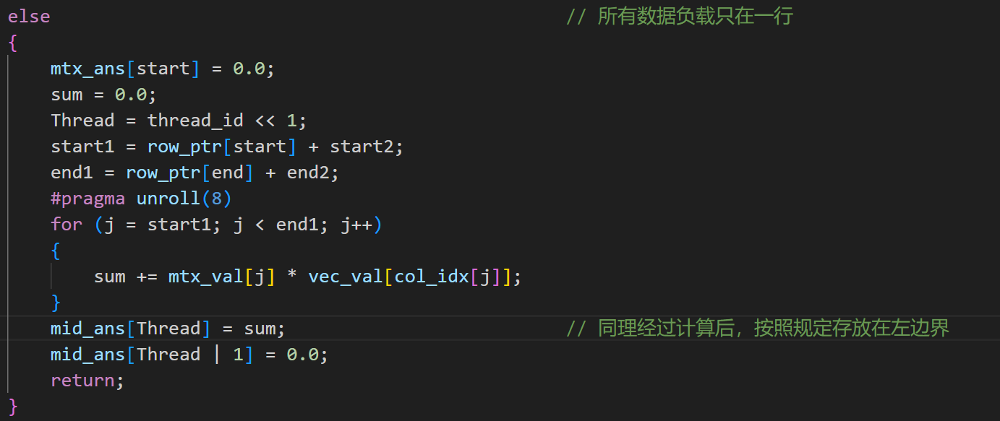 else // 所有数据负载只在一行
{
mtx_ans[start] = 0.0;
sum = 0.0;
Thread = thread_id << 1;
start1 = row_ptr[start] + start2;
end1 = row_ptr[end] + end2;
#pragma unroll(8)
for (j = start1; j < end1; j++)
{
sum += mtx_val[j] * vec_val[col_idx[j]];
}
mid_ans[Thread] = sum; // 同理经过计算后，按照规定存放在左边界
mid_ans[Thread | 1] = 0.0;
return;
}